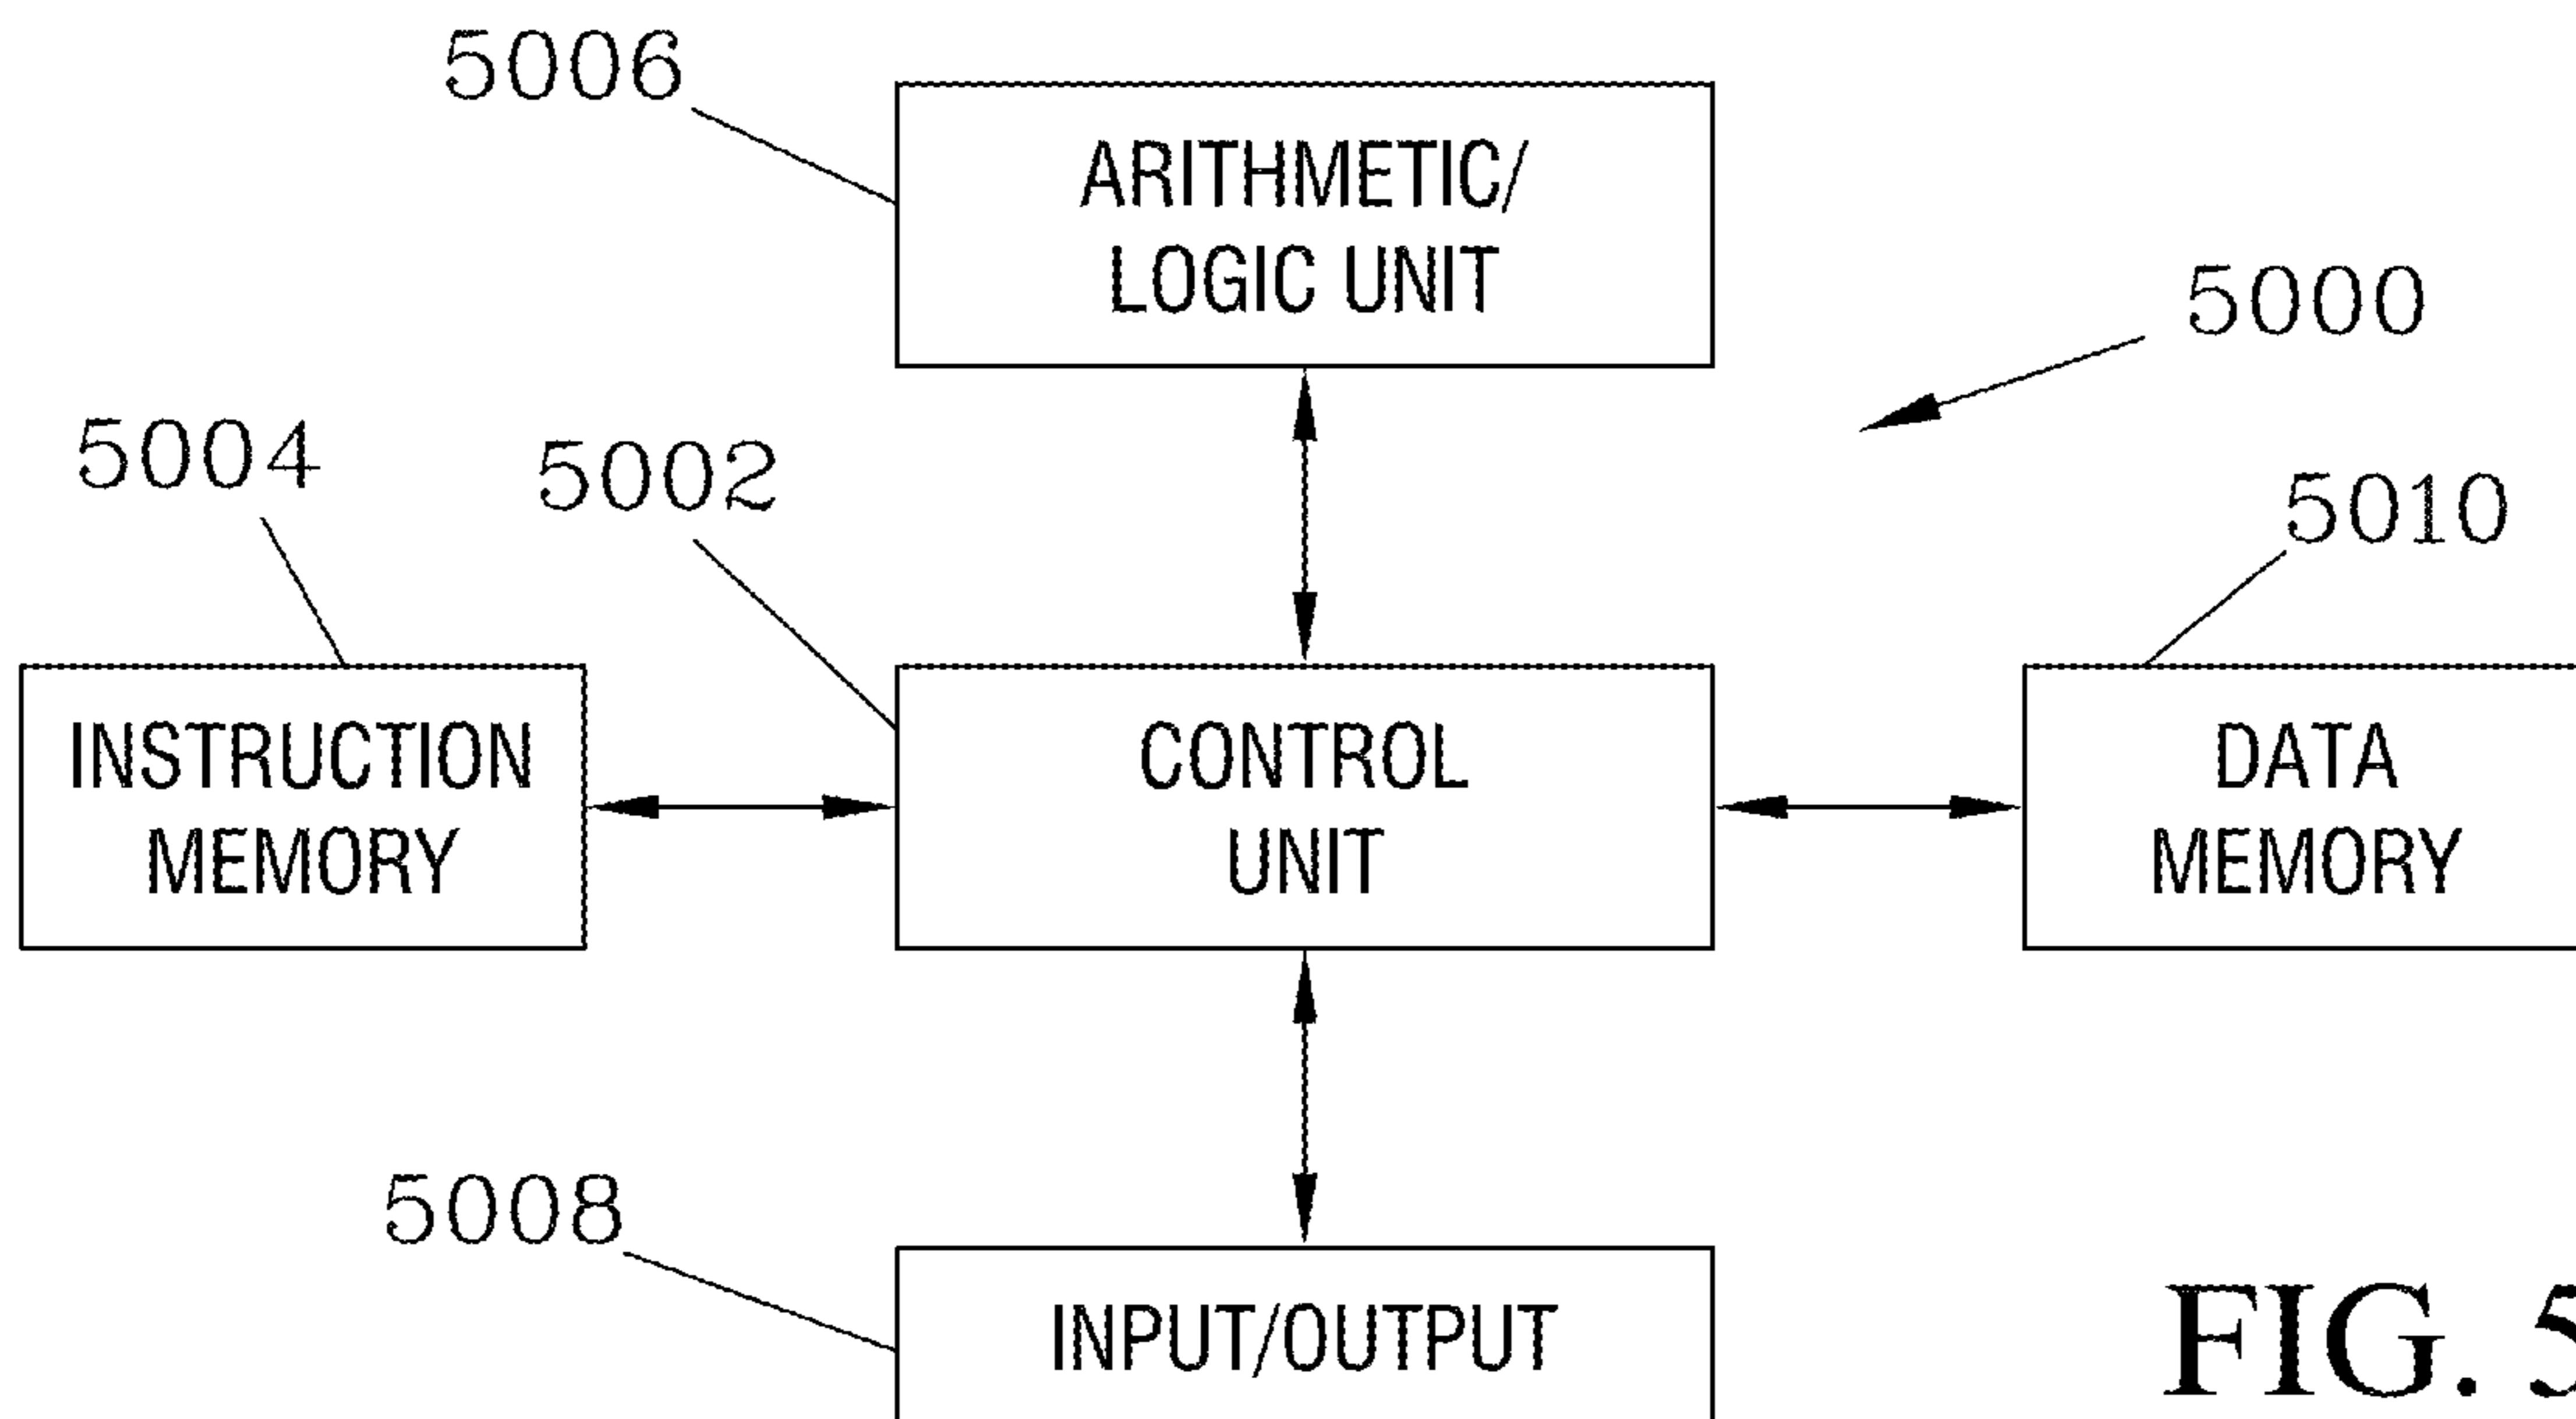 5006
ARITHMETIC/
LOGIC UNIT
5000
5004
5002
5010
INSTRUCTION
MEMORY
CONTROL
UNIT
DATA
MEMORY
5008
INPUT/OUTPUT
FIG. 5